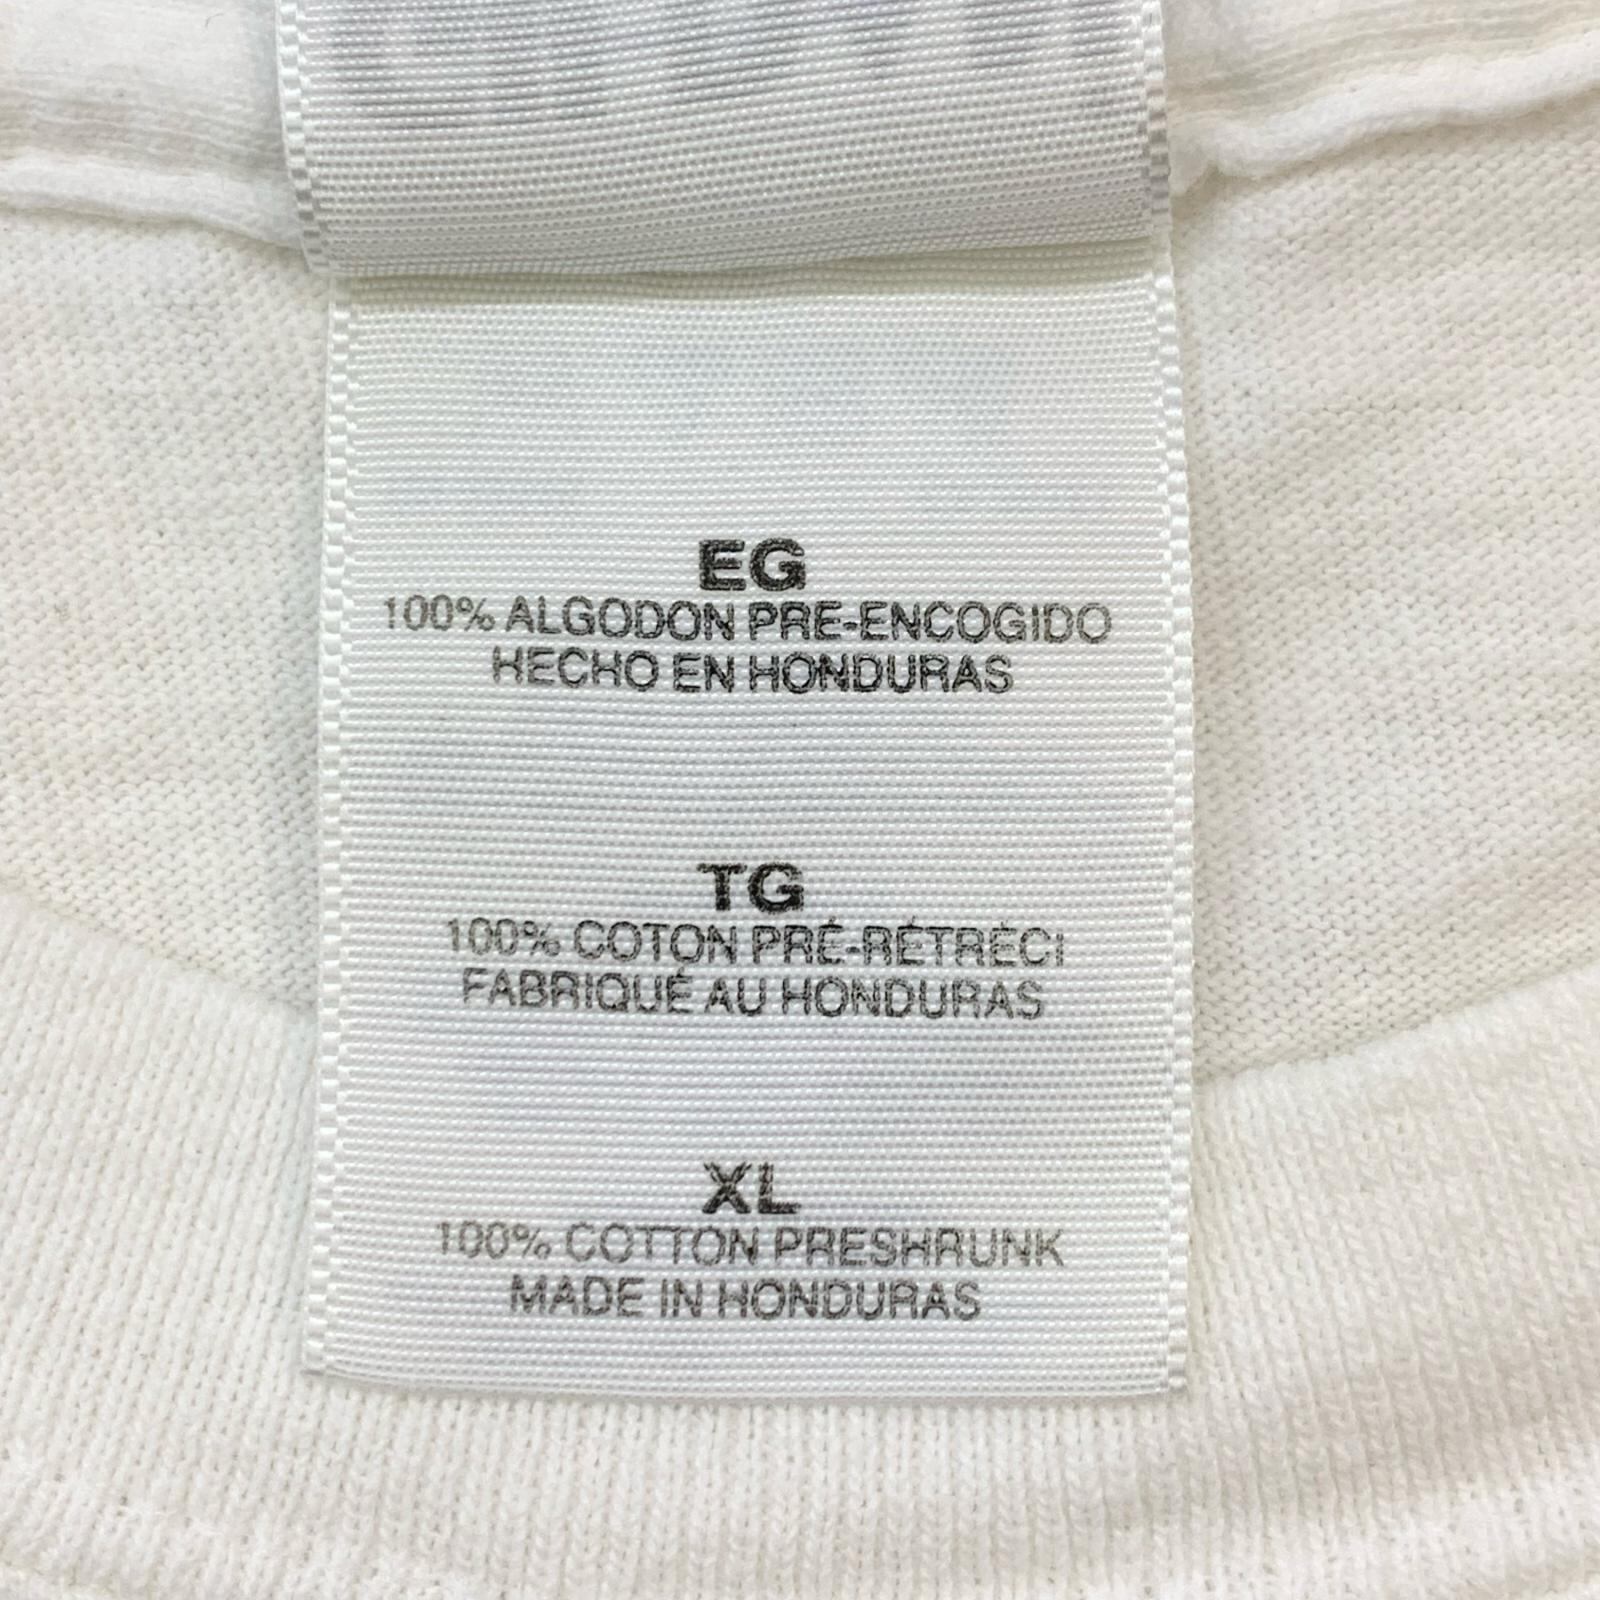 EG
100% ALGODON PRE-ENCOGIDO
HECHO EN HONDURAS
TG
100% COTON PRÉ-RÉTRÉCI
FABRIQUÉ AU HONDURAS
XL
100% COTTON PRESHRUNK
MADE IN HONDURAS